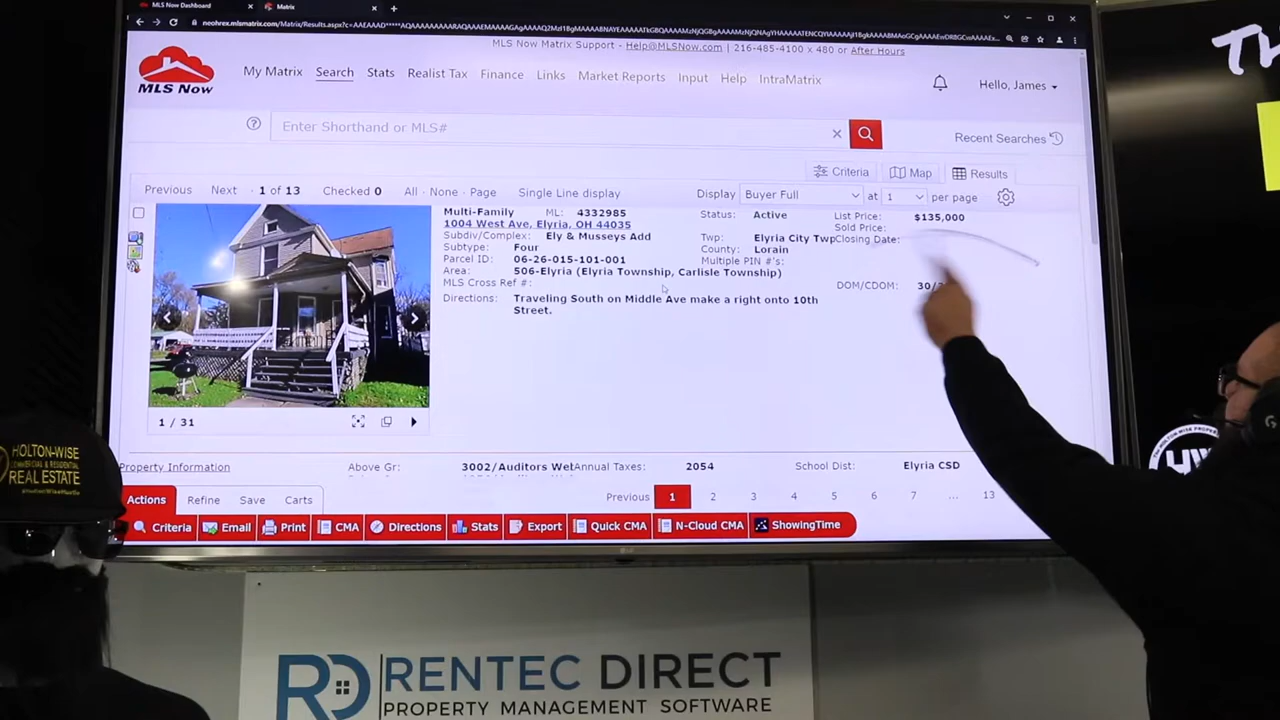 MLS Now Dashboard
Matrix
MLS Now Matrix Support - Help@MLSNow.com | 216-485-4100 x 480 or After Hours
MLS Now
My Matrix Search Stats Realist Tax Finance Links Market Reports Input Help IntraMatrix
Hello, James
Enter Shorthand or MLS#
Recent Searches
Criteria Map Results
Previous Next · 1 of 13 Checked 0 All · None · Page Single Line display Display Buyer Full at 1 per page
Multi-Family ML: 4332985 Status: Active List Price: $135,000
1004 West Ave, Elyria, OH 44035 Sold Price:
Subdiv/Complex: Ely & Musseys Add Twp: Elyria City Twp Closing Date:
Subtype: Four County: Lorain
Parcel ID: 06-26-015-101-001 Multiple PIN #'s:
Area: 506-Elyria (Elyria Township, Carlisle Township)
MLS Cross Ref #: DOM/CDOM: 30/
Directions: Traveling South on Middle Ave make a right onto 10th
Street.
1 / 31
Property Information Above Gr: 3002/Auditors Wet Annual Taxes: 2054 School Dist: Elyria CSD
Actions Refine Save Carts Previous 1 2 3 4 5 6 7 ... 13
Criteria Email Print CMA Directions Stats Export Quick CMA N-Cloud CMA ShowingTime
LG
HOLTON-WISE
COMMERCIAL & RESIDENTIAL
REAL ESTATE
RD RENTEC DIRECT
PROPERTY MANAGEMENT SOFTWARE